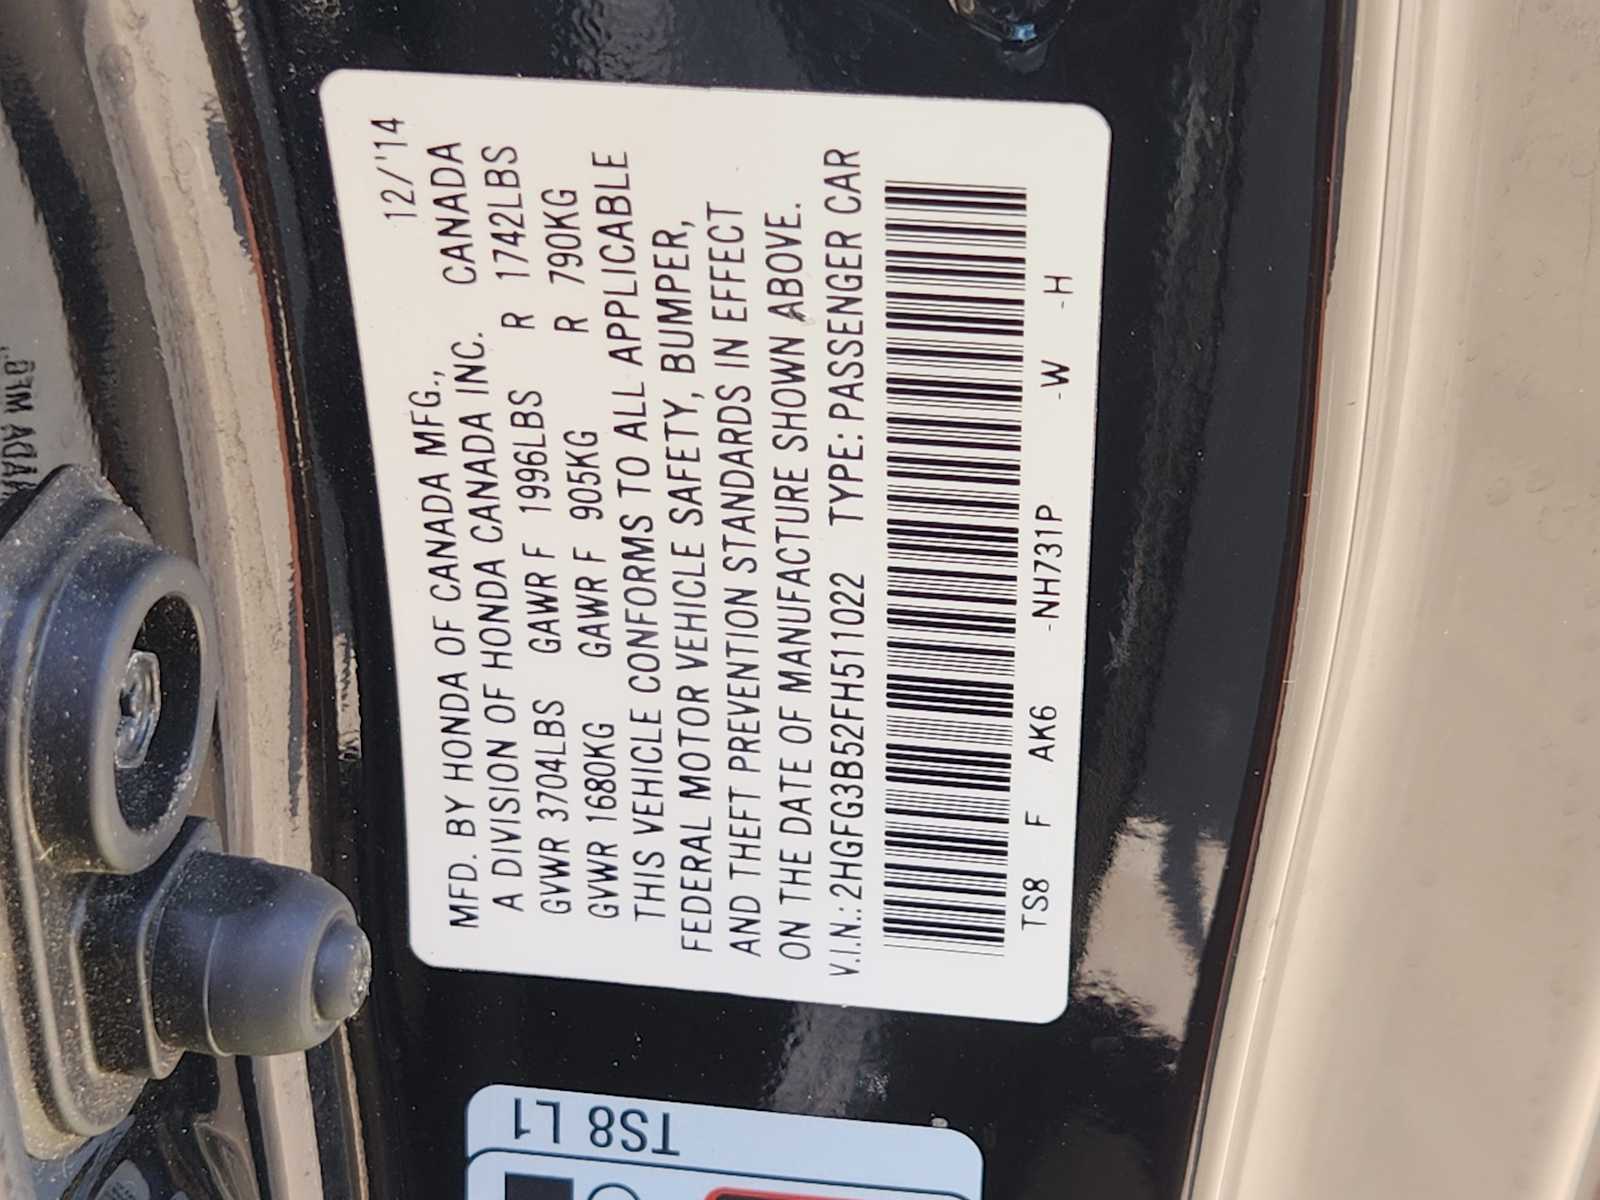 12/'14
MFD. BY HONDA OF CANADA MFG.,
A DIVISION OF HONDA CANADA INC. CANADA
GVWR 3704LBS GAWR F 1996LBS R 1742LBS
GVWR 1680KG GAWR F 905KG R 790KG
THIS VEHICLE CONFORMS TO ALL APPLICABLE
FEDERAL MOTOR VEHICLE SAFETY, BUMPER,
AND THEFT PREVENTION STANDARDS IN EFFECT
ON THE DATE OF MANUFACTURE SHOWN ABOVE.
V.I.N.: 2HGFG3B52FH511022 TYPE: PASSENGER CAR
TS8 F AK6 -NH731P -W -H
TS8 L1